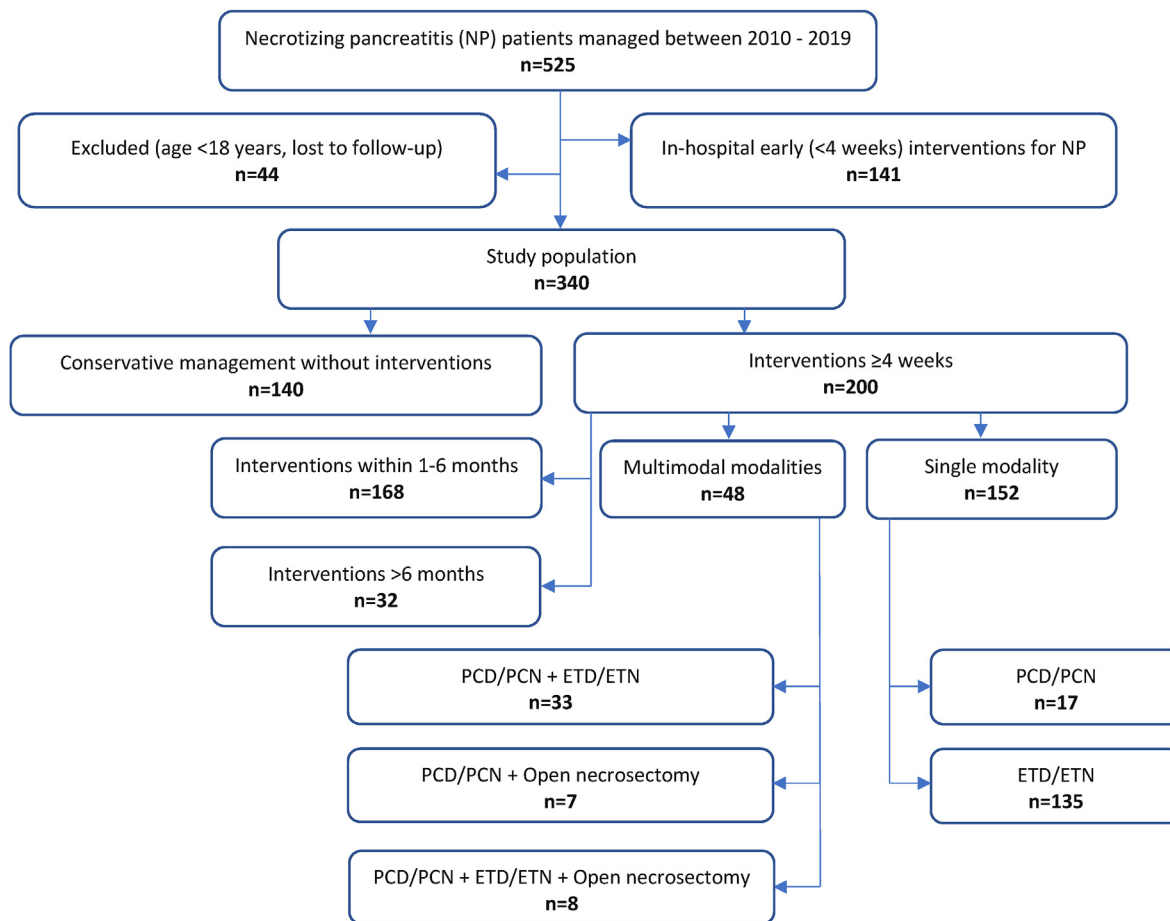 Necrotizing pancreatitis (NP) patients managed between 2010 - 2019
n=525
Excluded (age <18 years, lost to follow-up)
n=44
In-hospital early (<4 weeks) interventions for NP
n=141
Study population
n=340
Conservative management without interventions
n=140
Interventions ≥4 weeks
n=200
Interventions within 1-6 months
n=168
Multimodal modalities
n=48
Single modality
n=152
Interventions >6 months
n=32
PCD/PCN + ETD/ETN
n=33
PCD/PCN
n=17
PCD/PCN + Open necrosectomy
n=7
ETD/ETN
n=135
PCD/PCN + ETD/ETN + Open necrosectomy
n=8